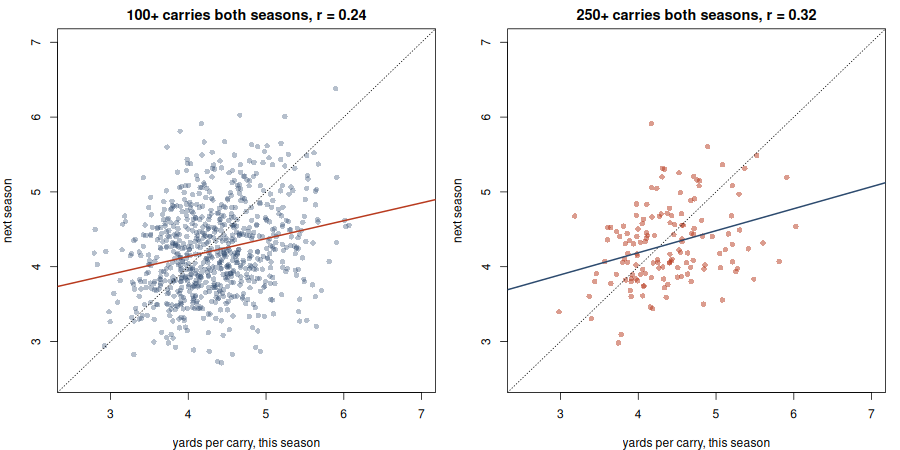 100+ carries both seasons, r = 0.24
next season
7
6
5
4
3
3 4 5 6 7
yards per carry, this season
250+ carries both seasons, r = 0.32
next season
7
6
5
4
3
3 4 5 6 7
yards per carry, this season